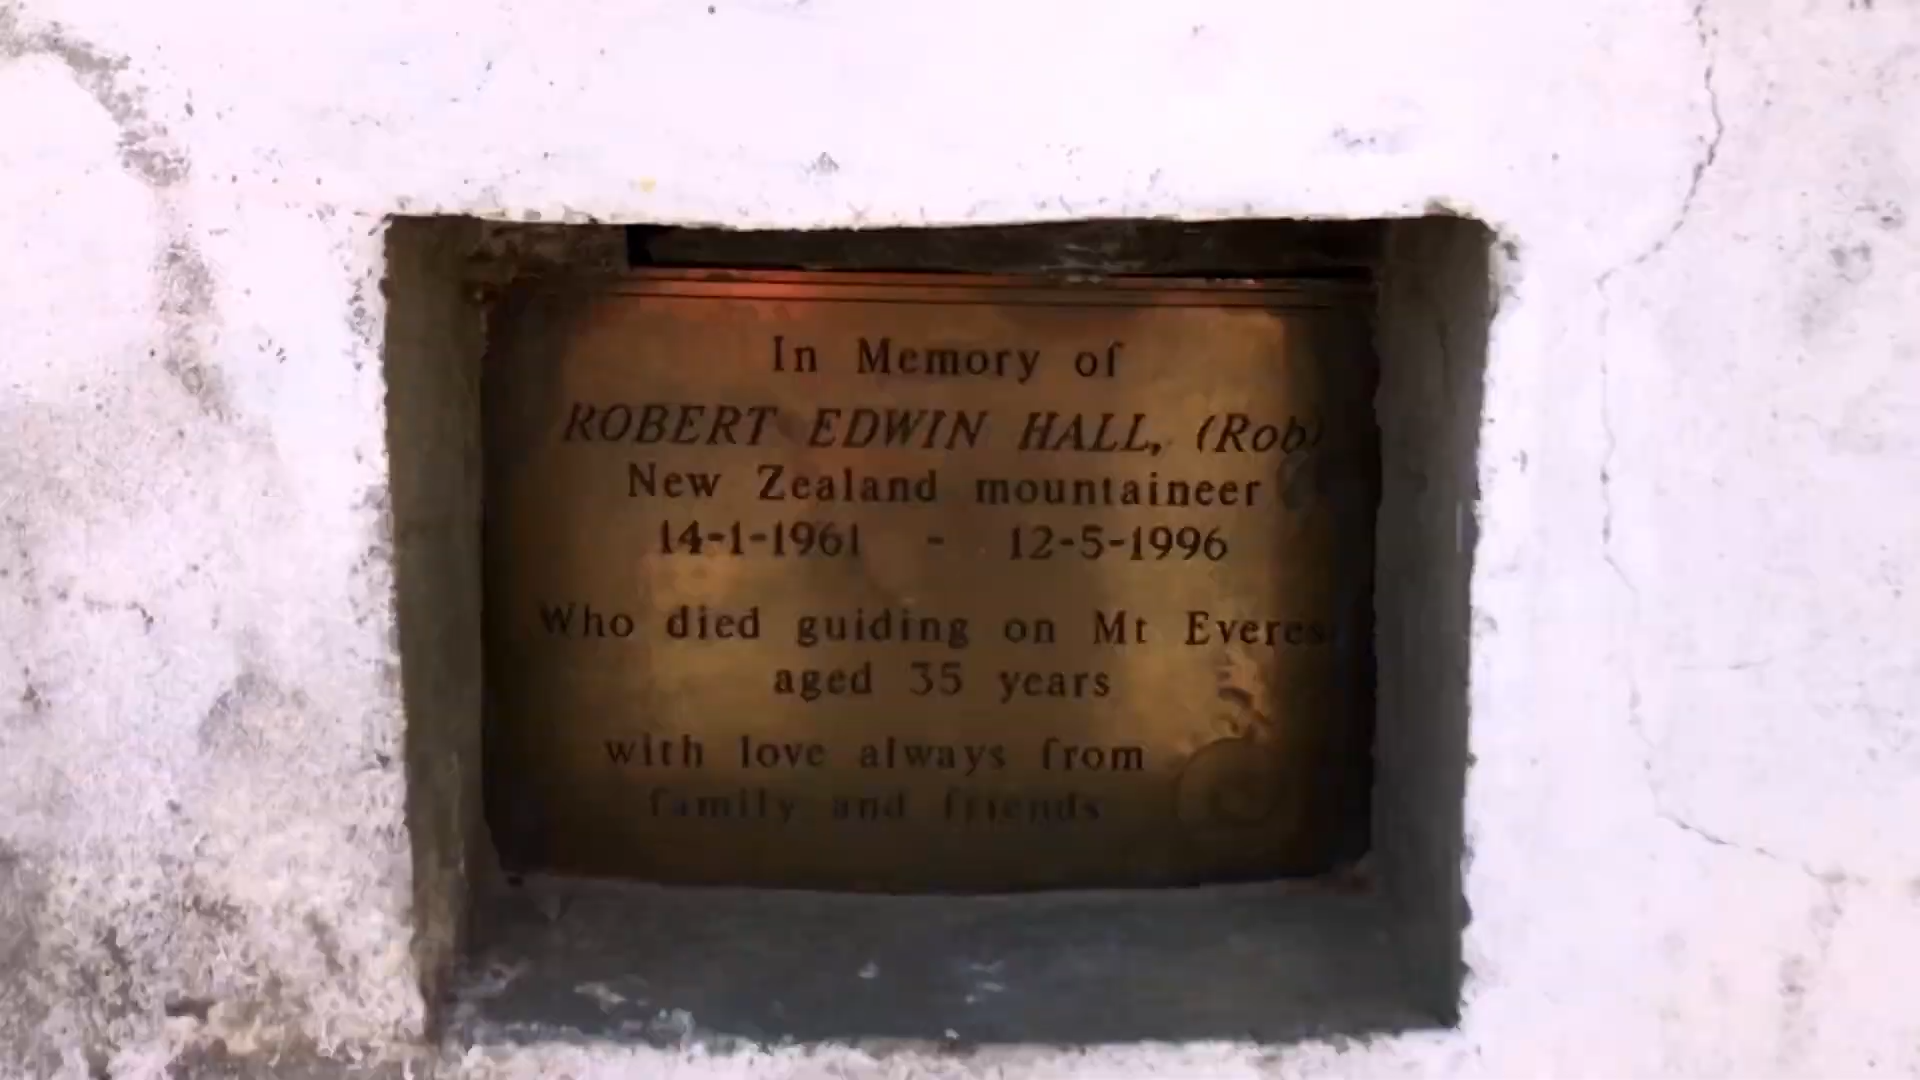 In Memory of
ROBERT EDWIN HALL, (Rob)
New Zealand mountaineer
14-1-1961 - 12-5-1996
Who died guiding on Mt Everest
aged 35 years
with love always from
family and friends